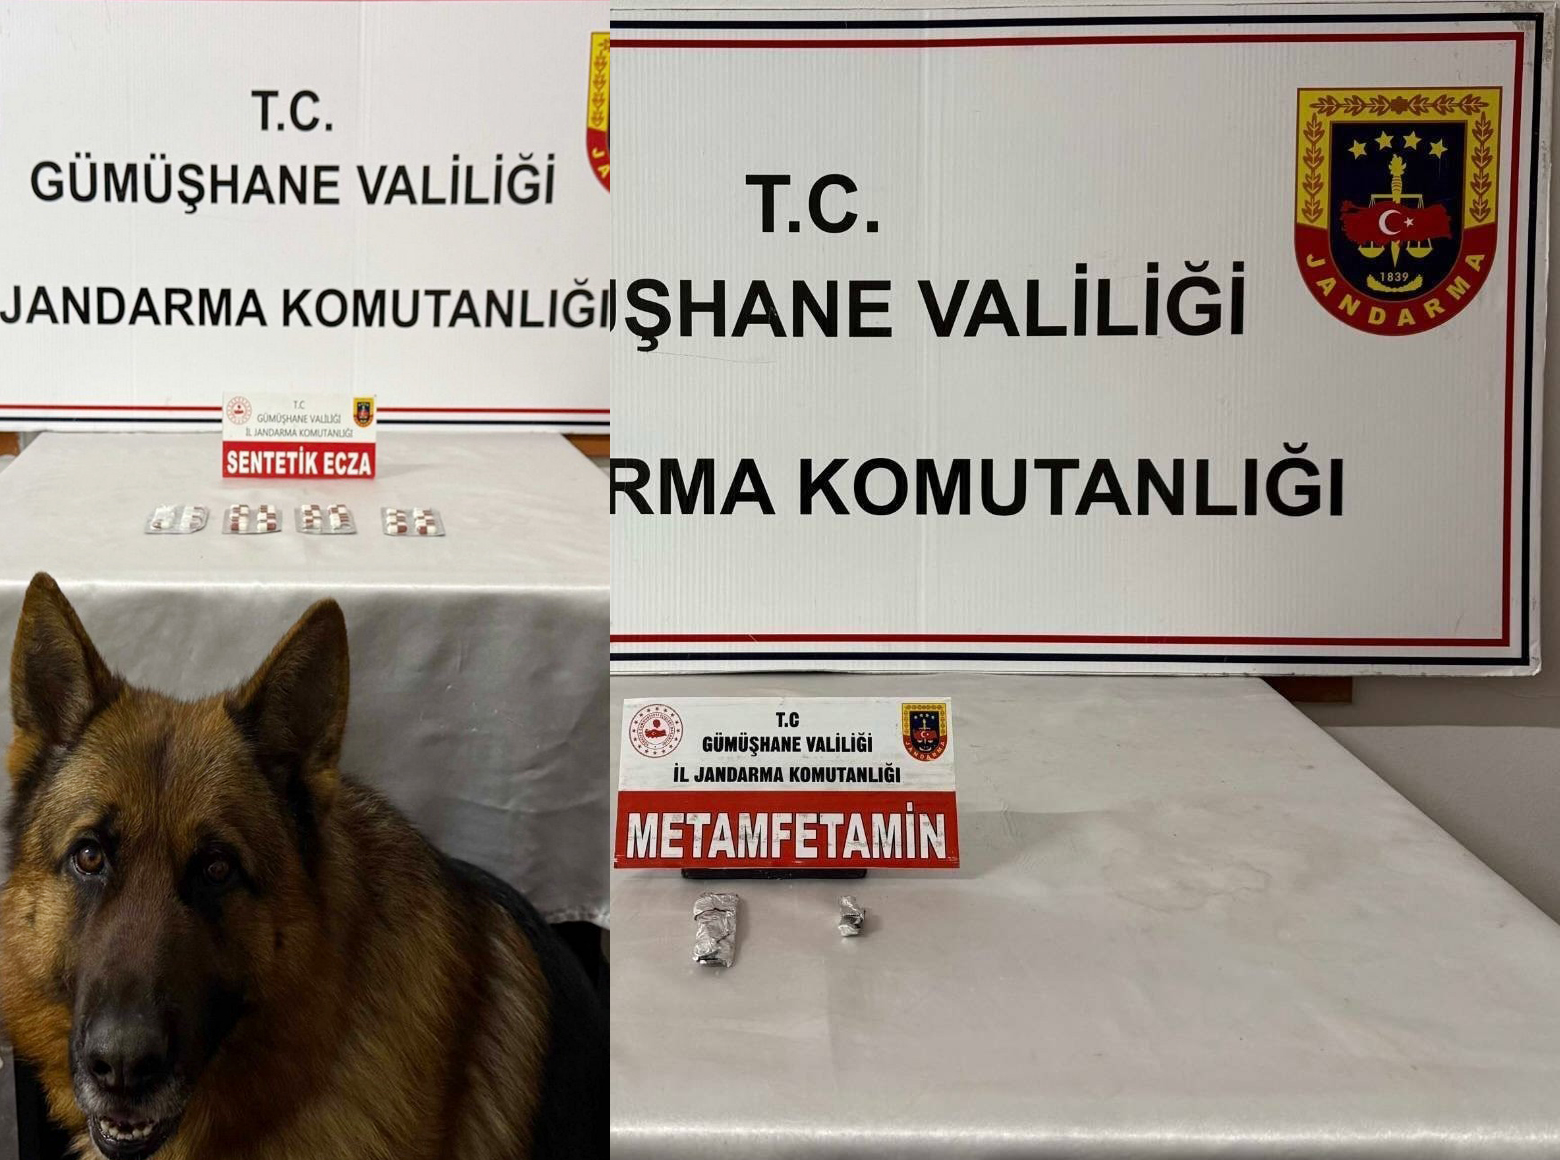 T.C.
GÜMÜŞHANE VALİLİĞİ
JANDARMA KOMUTANLIĞI
T.C
GÜMÜŞHANE VALİLİĞİ
İL JANDARMA KOMUTANLIĞI
SENTETİK ECZA
T.C.
ŞHANE VALİLİĞİ
RMA KOMUTANLIĞI
1839
JANDARMA
T.C
GÜMÜŞHANE VALİLİĞİ
İL JANDARMA KOMUTANLIĞI
JANDARMA
METAMFETAMİN